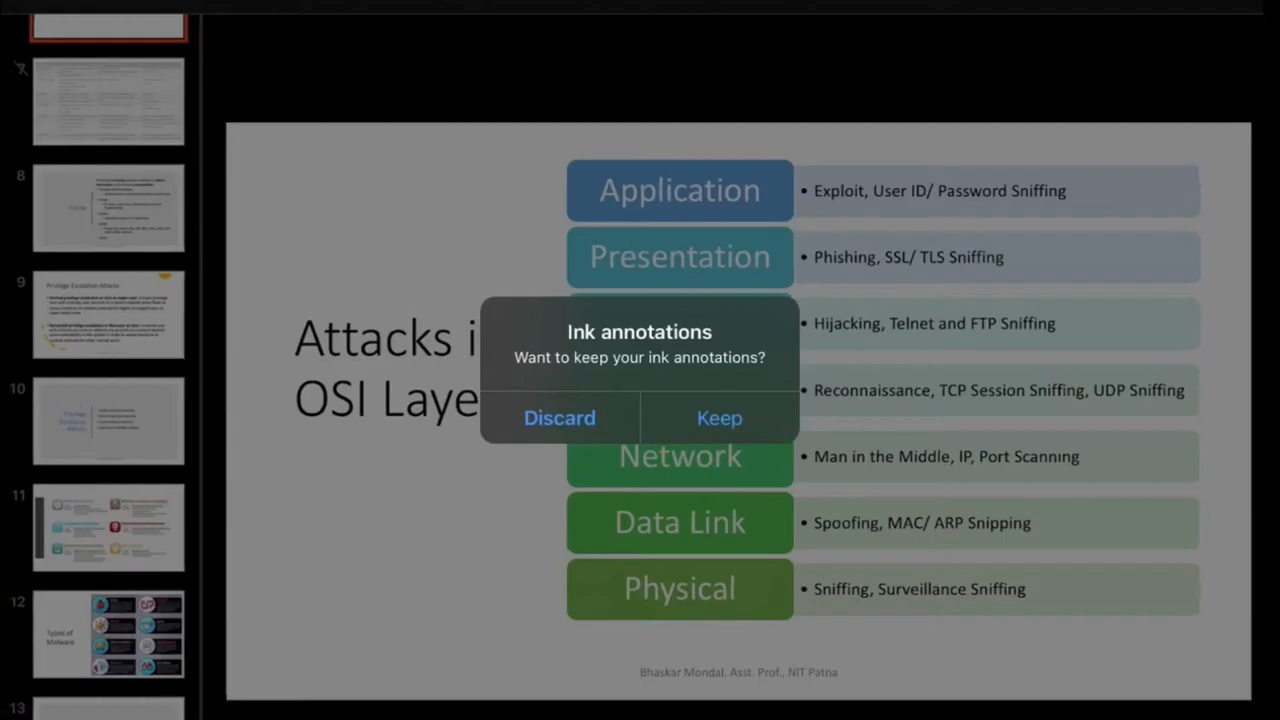 8
9
Privilege Escalation Attacks
10
11
12
Types of
Malware
13
Attacks i
OSI Laye
Application
• Exploit, User ID/ Password Sniffing
Presentation
• Phishing, SSL/ TLS Sniffing
• Hijacking, Telnet and FTP Sniffing
• Reconnaissance, TCP Session Sniffing, UDP Sniffing
Network
• Man in the Middle, IP, Port Scanning
Data Link
• Spoofing, MAC/ ARP Snipping
Physical
• Sniffing, Surveillance Sniffing
Bhaskar Mondal, Asst. Prof., NIT Patna
Ink annotations
Want to keep your ink annotations?
Discard
Keep